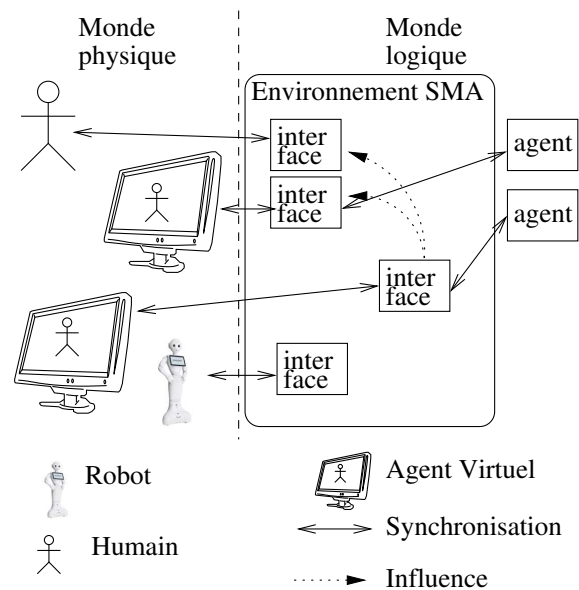 Monde
physique
Monde
logique
Environnement SMA
inter
face
agent
inter
face
agent
inter
face
inter
face
Robot
Agent Virtuel
Synchronisation
Humain
Influence